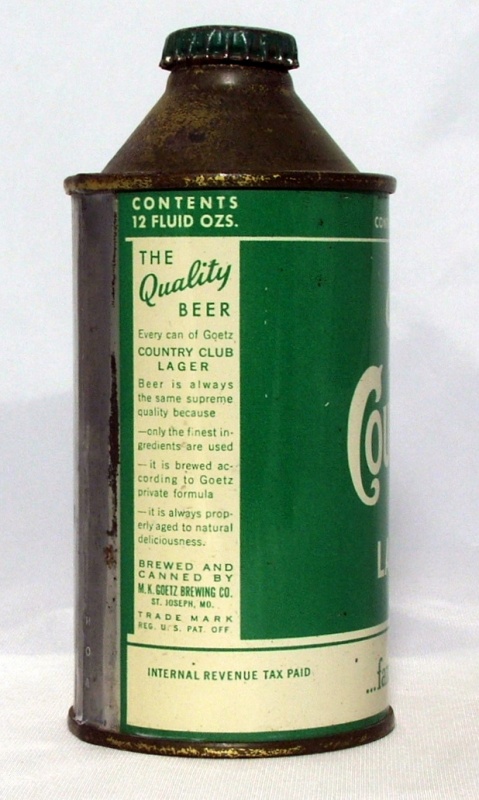 CONTENTS
12 FLUID OZS.
THE
Quality
BEER
Every can of Goetz
COUNTRY CLUB
LAGER
Beer is always
the same supreme
quality because
—only the finest in-
gredients are used
—it is brewed ac-
cording to Goetz
private formula
—it is always prop-
erly aged to natural
deliciousness.
BREWED AND
CANNED BY
M. K. GOETZ BREWING CO.
ST. JOSEPH, MO.
TRADE MARK
REG. U. S. PAT. OFF.
INTERNAL REVENUE TAX PAID